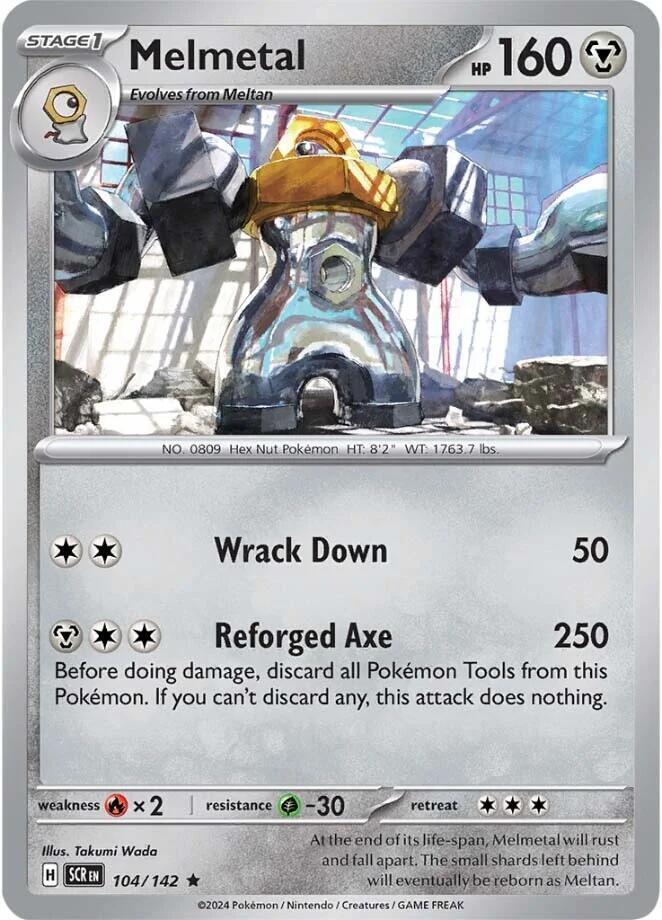 STAGE1
Melmetal
HP 160
Evolves from Meltan
NO. 0809 Hex Nut Pokémon HT: 8'2" WT: 1763.7 lbs.
Wrack Down 50
Reforged Axe 250
Before doing damage, discard all Pokémon Tools from this
Pokémon. If you can't discard any, this attack does nothing.
weakness ×2 resistance -30 retreat
Illus. Takumi Wada
H SCR EN 104/142 ★
At the end of its life-span, Melmetal will rust
and fall apart. The small shards left behind
will eventually be reborn as Meltan.
©2024 Pokémon / Nintendo / Creatures / GAME FREAK